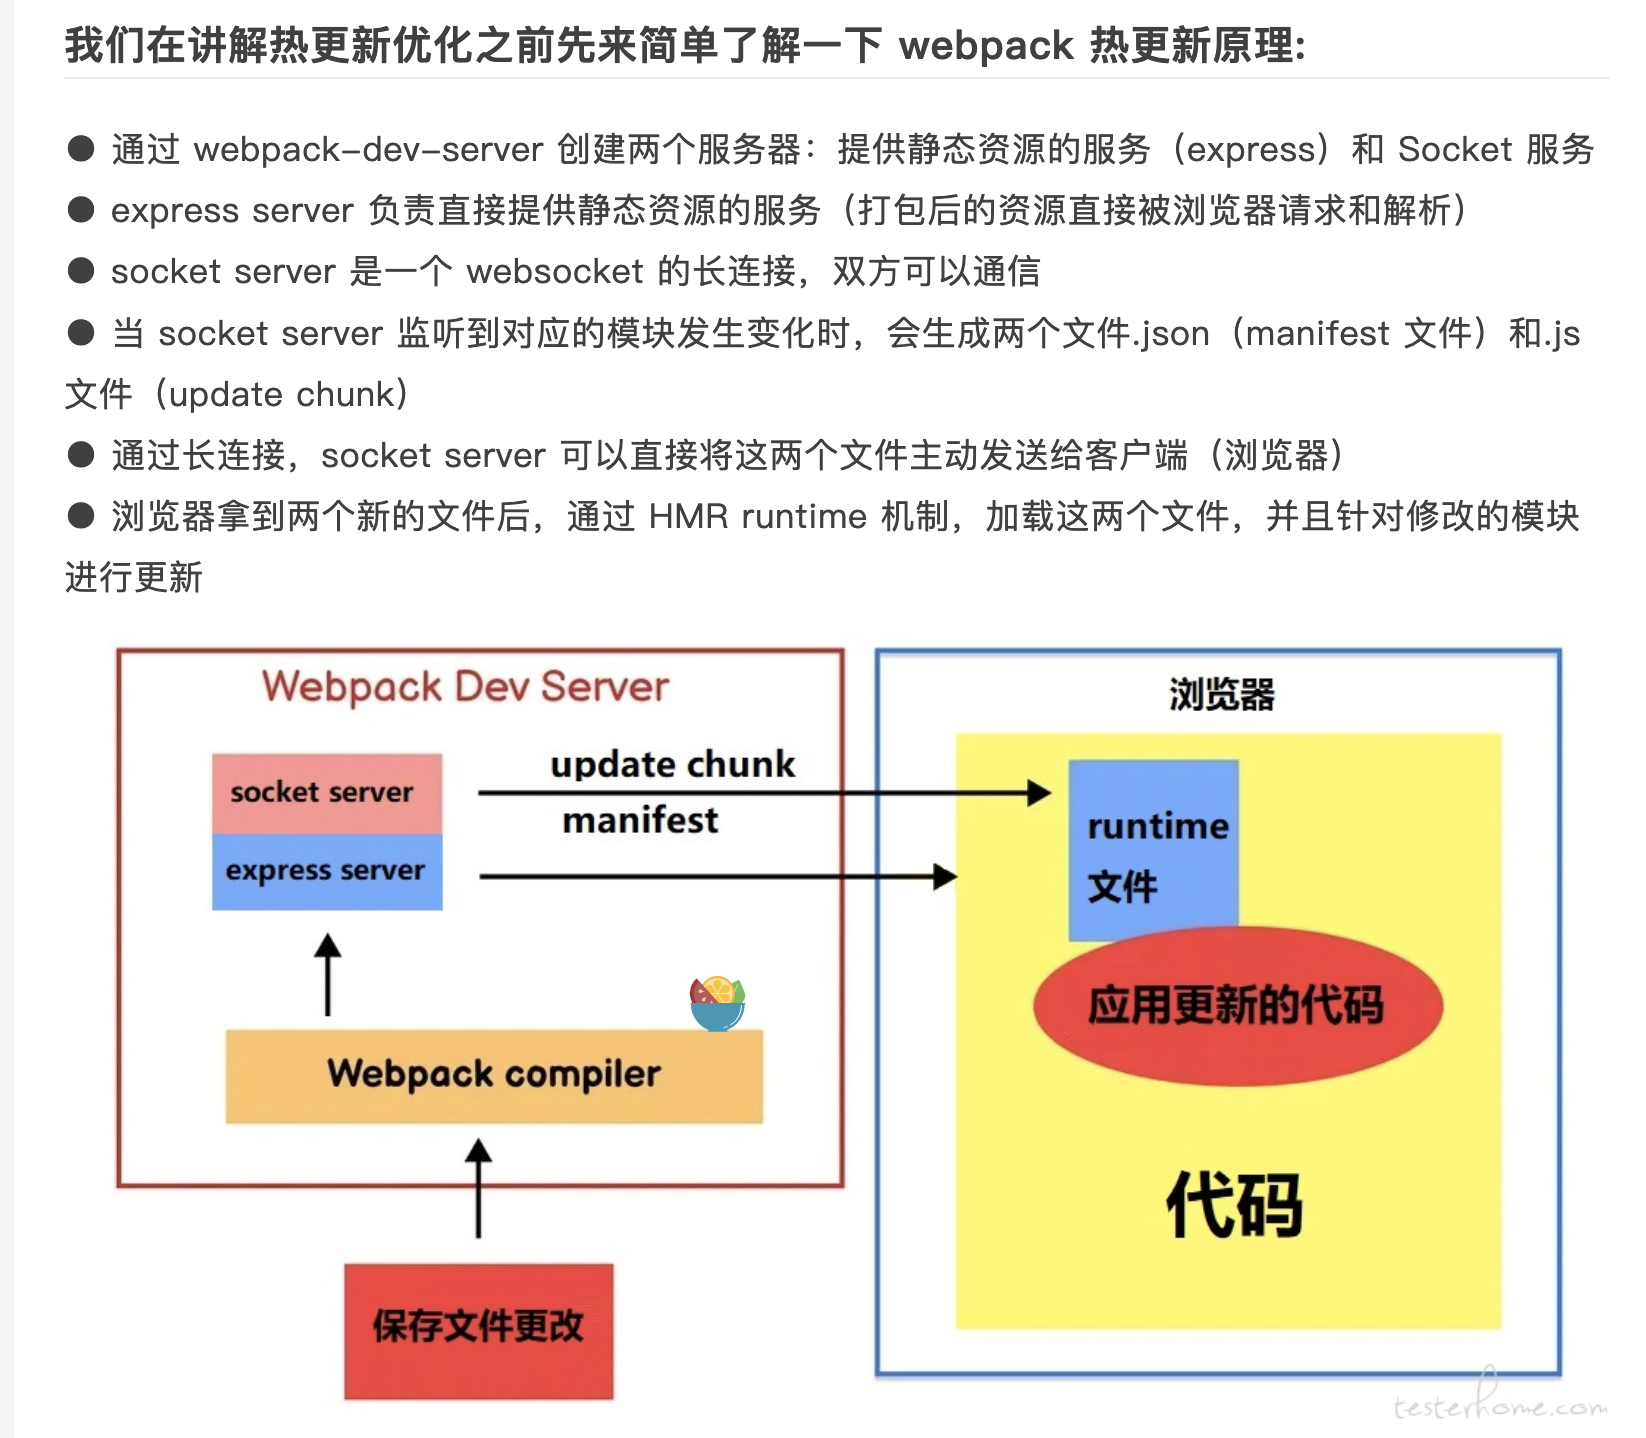 我们在讲解热更新优化之前先来简单了解一下 webpack 热更新原理:
● 通过 webpack-dev-server 创建两个服务器：提供静态资源的服务（express）和 Socket 服务
● express server 负责直接提供静态资源的服务（打包后的资源直接被浏览器请求和解析）
● socket server 是一个 websocket 的长连接，双方可以通信
● 当 socket server 监听到对应的模块发生变化时，会生成两个文件.json（manifest 文件）和.js
文件（update chunk）
● 通过长连接，socket server 可以直接将这两个文件主动发送给客户端（浏览器）
● 浏览器拿到两个新的文件后，通过 HMR runtime 机制，加载这两个文件，并且针对修改的模块
进行更新
Webpack Dev Server
socket server
express server
update chunk
manifest
Webpack compiler
保存文件更改
浏览器
runtime
文件
应用更新的代码
代码
testerhome.com